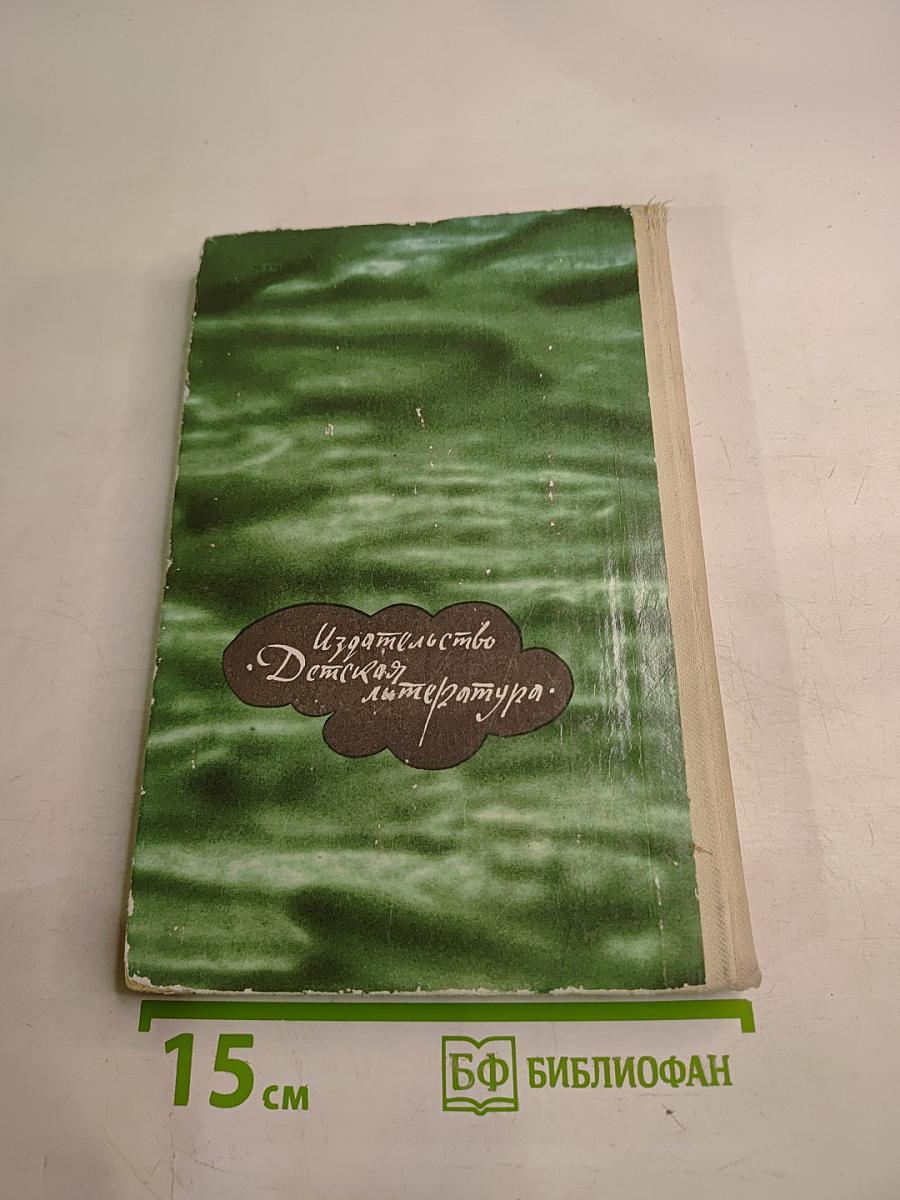 Издательство
·Детская
литература·
15 см
БФ БИБЛИОФАН